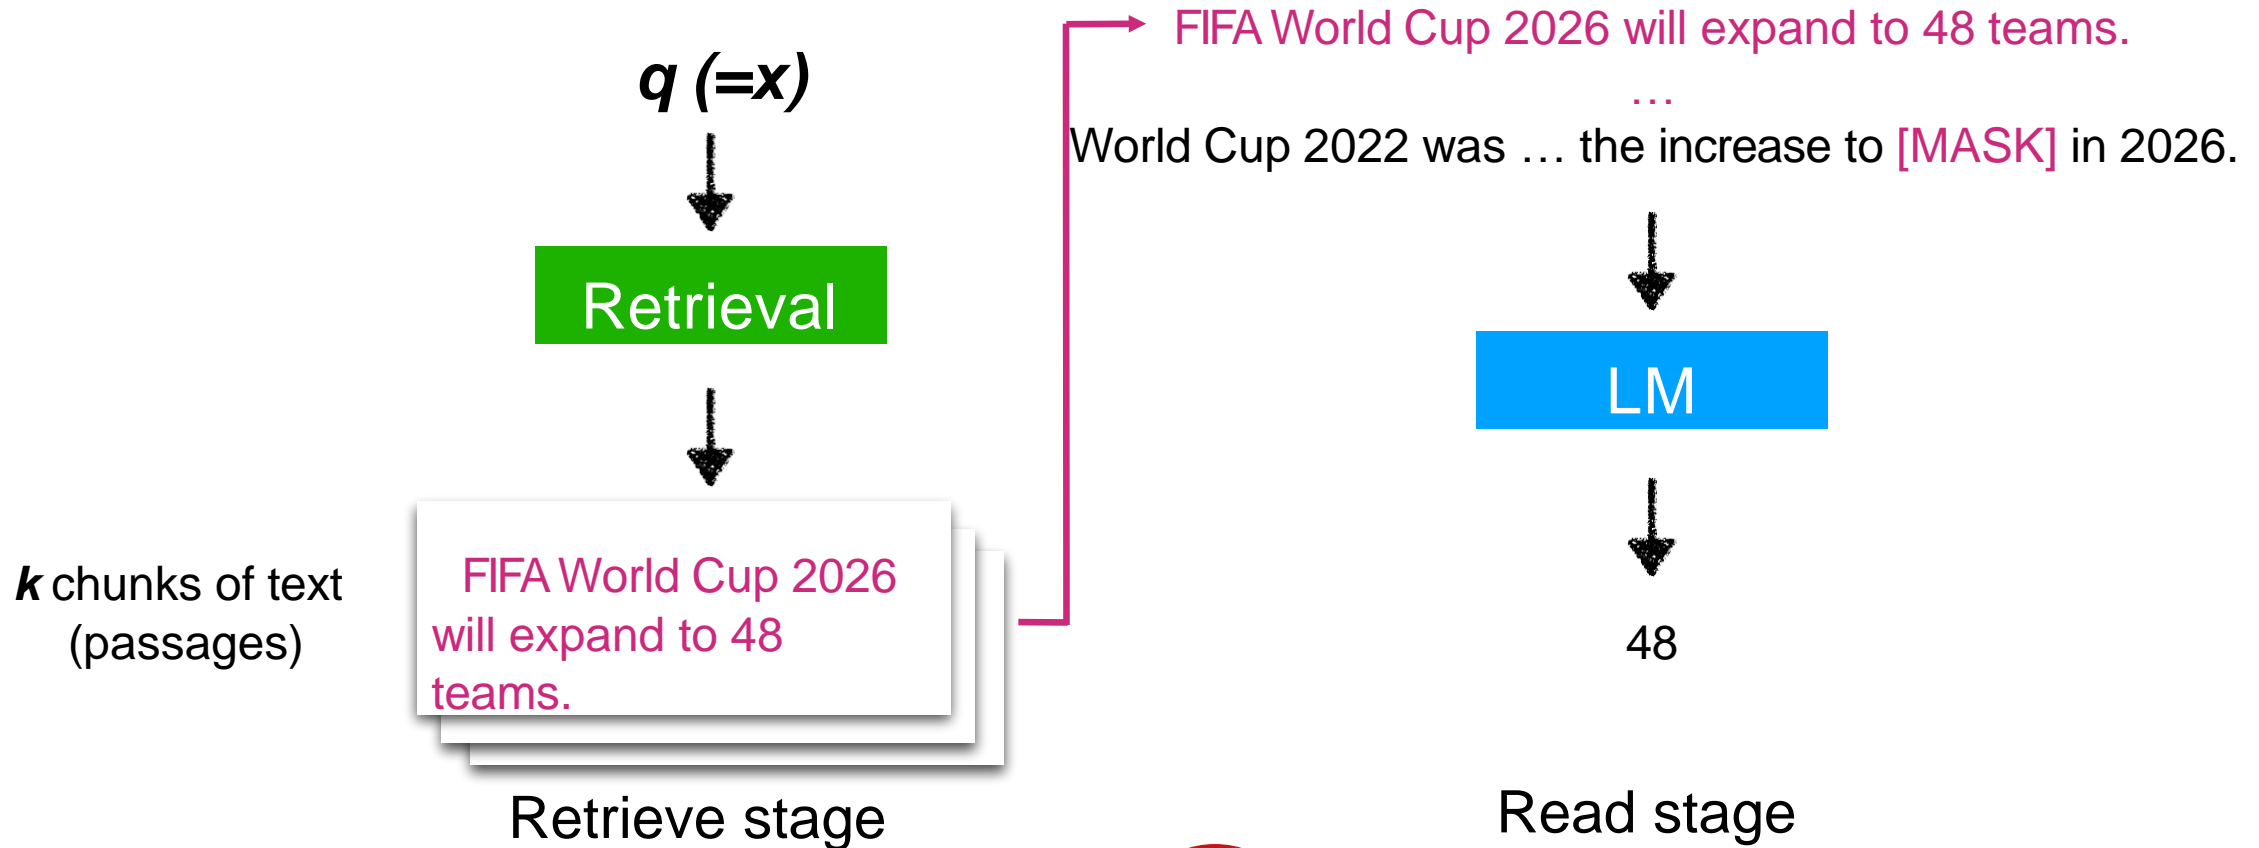 q (=x)
Retrieval
k chunks of text
(passages)
FIFA World Cup 2026
will expand to 48
teams.
Retrieve stage
FIFA World Cup 2026 will expand to 48 teams.
…
World Cup 2022 was … the increase to [MASK] in 2026.
LM
48
Read stage